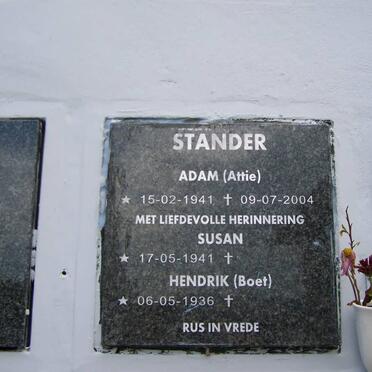 STANDER
ADAM (Attie)
★ 15-02-1941 † 09-07-2004
MET LIEFDEVOLLE HERINNERING
SUSAN
★ 17-05-1941 †
HENDRIK (Boet)
★ 06-05-1936 †
RUS IN VREDE